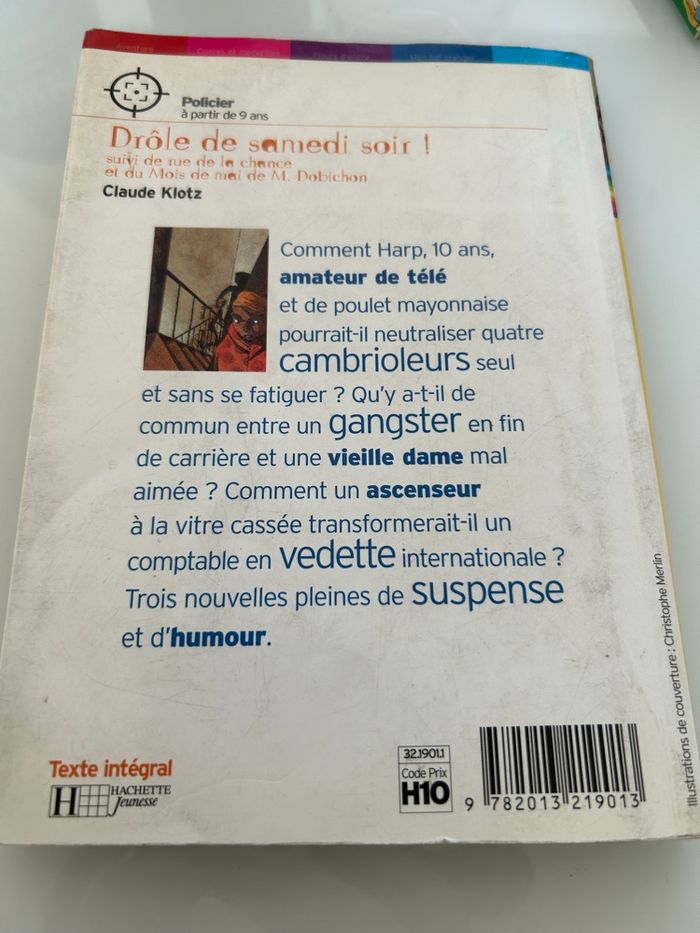 Aventure
Contes et merveilles
Policier
à partir de 9 ans
Drôle de samedi soir !
suivi de rue de la chance
et du Mois de mai de M. Dobichon
Claude Klotz
Comment Harp, 10 ans,
amateur de télé
et de poulet mayonnaise
pourrait-il neutraliser quatre
cambrioleurs seul
et sans se fatiguer ? Qu'y a-t-il de
commun entre un gangster en fin
de carrière et une vieille dame mal
aimée ? Comment un ascenseur
à la vitre cassée transformerait-il un
comptable en vedette internationale ?
Trois nouvelles pleines de suspense
et d'humour.
Illustrations de couverture : Christophe Merlin
Texte intégral
H HACHETTE
Jeunesse
32.1901.1
Code Prix
H10
9 782013 219013